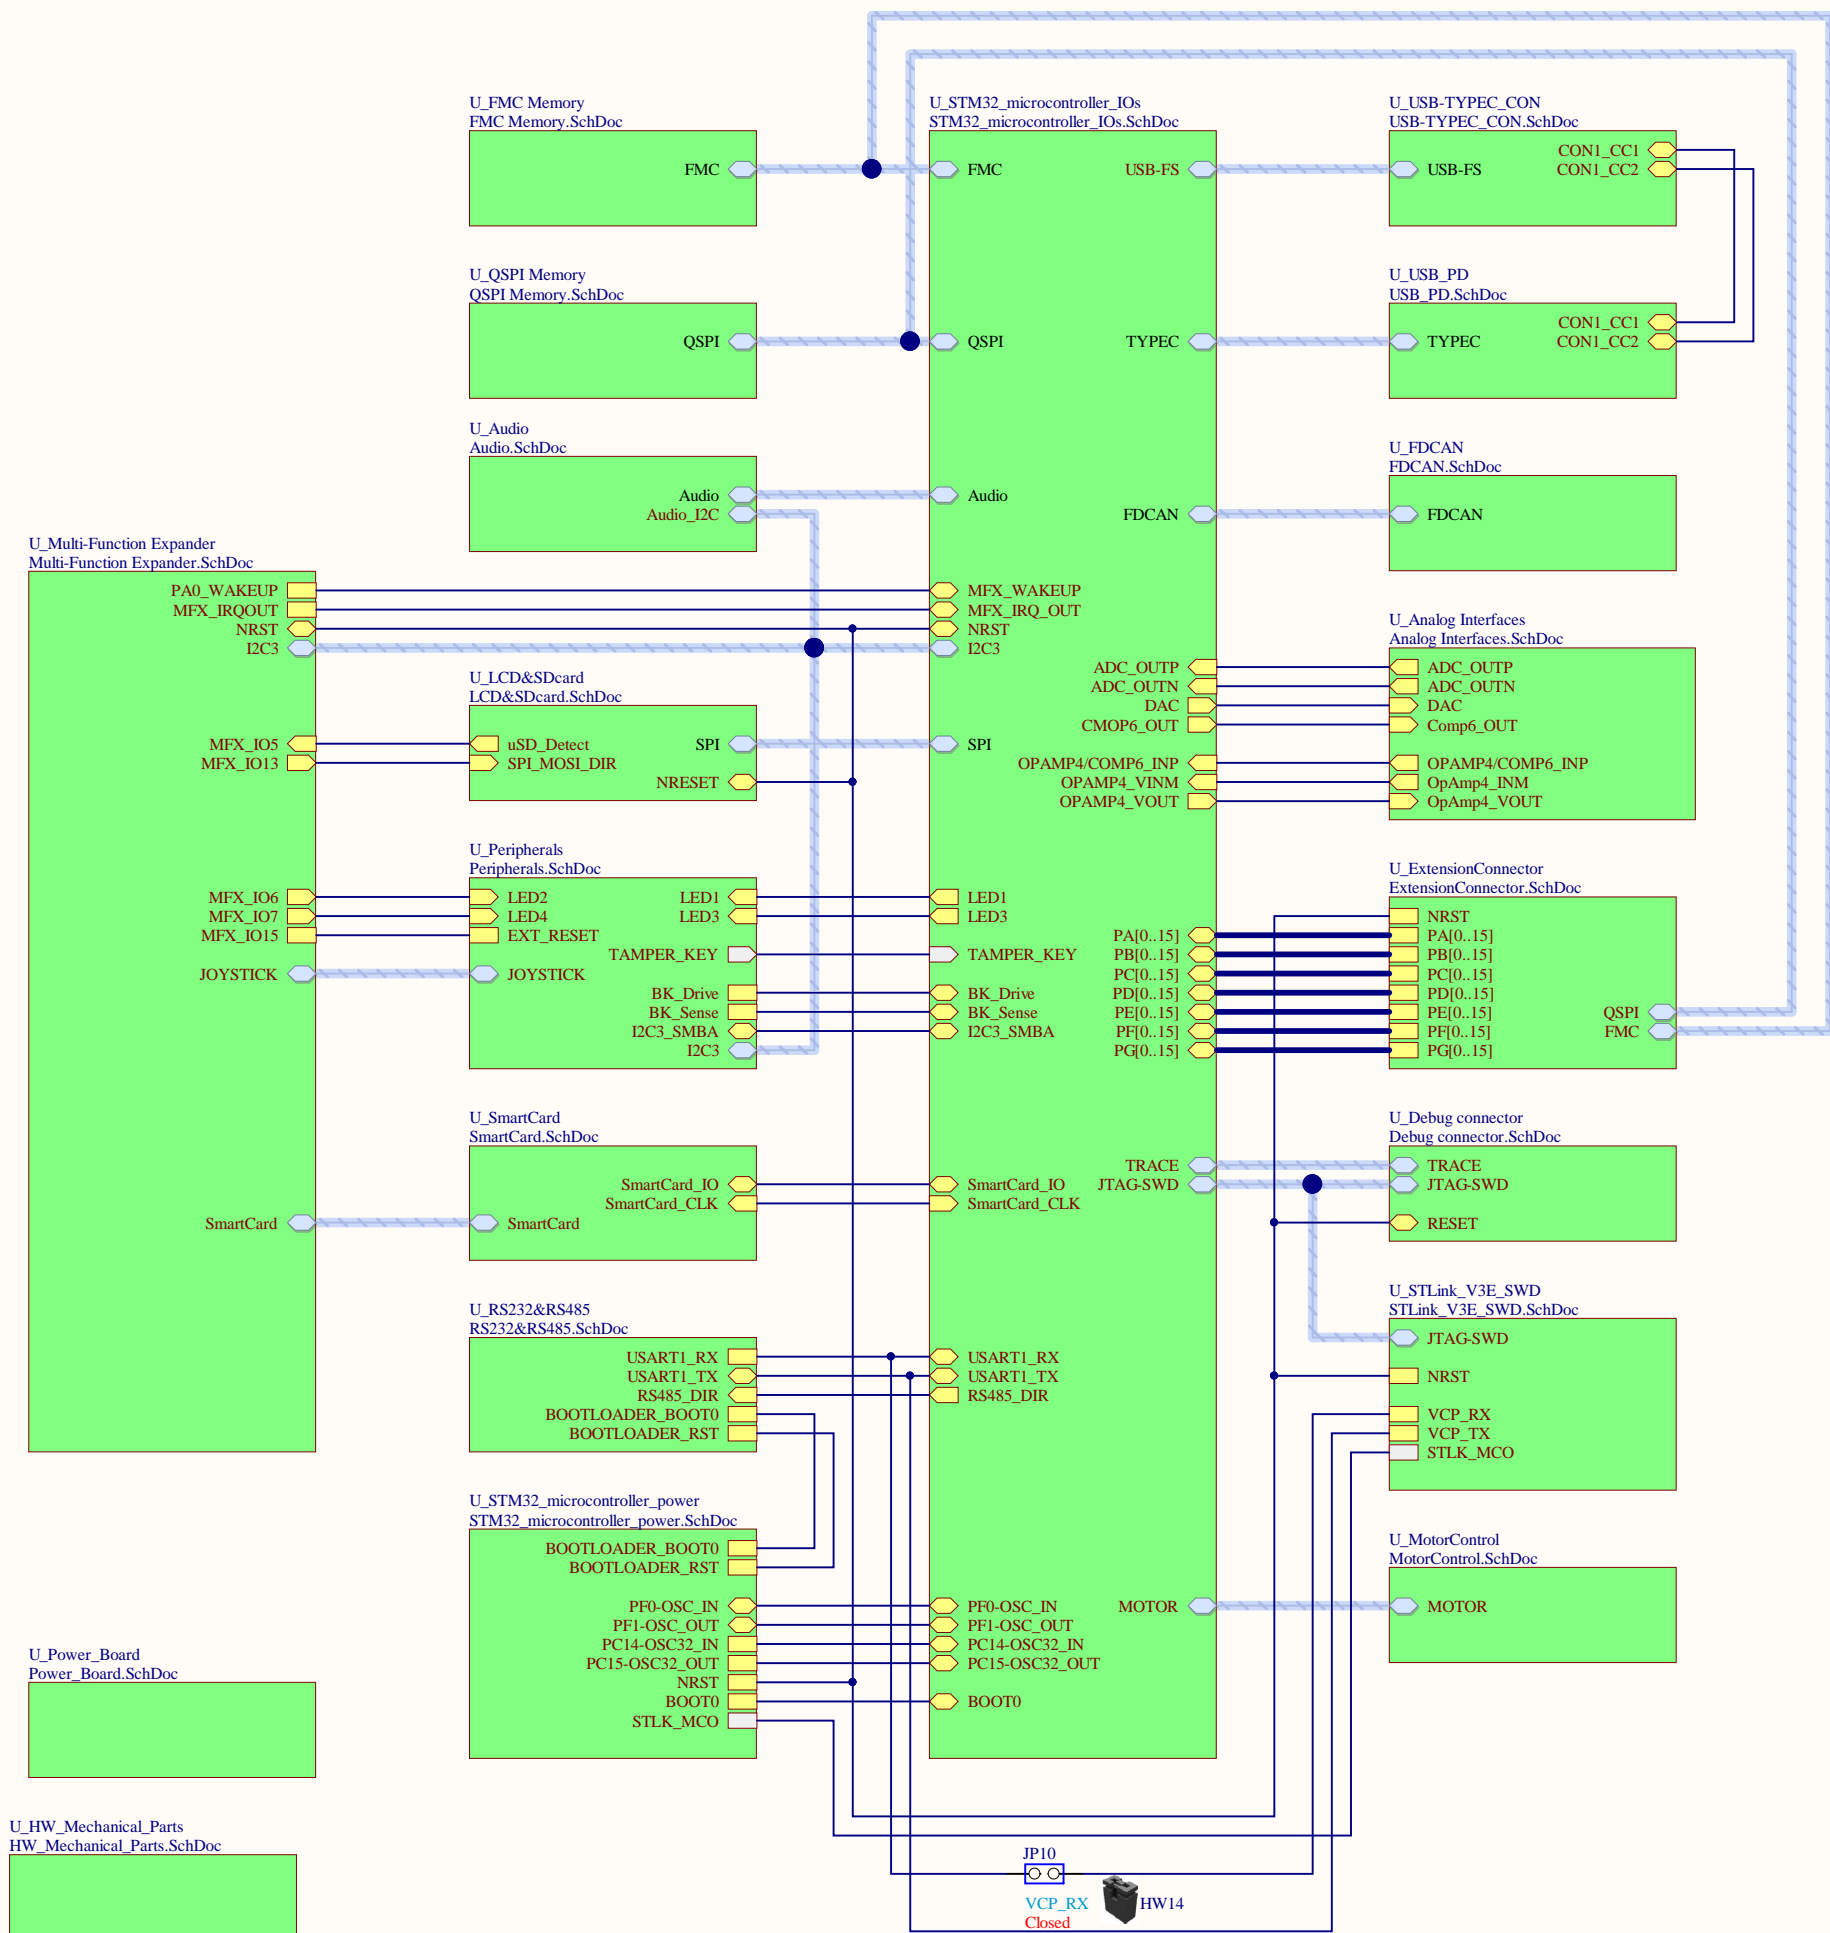 U_FMC Memory
FMC Memory.SchDoc
FMC
U_STM32_microcontroller_IOs
STM32_microcontroller_IOs.SchDoc
FMC
USB-FS
QSPI
TYPEC
Audio
FDCAN
MFX_WAKEUP
MFX_IRQ_OUT
NRST
I2C3
ADC_OUTP
ADC_OUTN
DAC
CMOP6_OUT
SPI
OPAMP4/COMP6_INP
OPAMP4_VINM
OPAMP4_VOUT
LED1
LED3
TAMPER_KEY
PA[0..15]
PB[0..15]
PC[0..15]
PD[0..15]
PE[0..15]
PF[0..15]
PG[0..15]
BK_Drive
BK_Sense
I2C3_SMBA
TRACE
JTAG-SWD
SmartCard_IO
SmartCard_CLK
USART1_RX
USART1_TX
RS485_DIR
MOTOR
PF0-OSC_IN
PF1-OSC_OUT
PC14-OSC32_IN
PC15-OSC32_OUT
BOOT0
U_USB-TYPEC_CON
USB-TYPEC_CON.SchDoc
CON1_CC1
CON1_CC2
USB-FS
U_QSPI Memory
QSPI Memory.SchDoc
QSPI
U_USB_PD
USB_PD.SchDoc
CON1_CC1
CON1_CC2
TYPEC
U_Audio
Audio.SchDoc
Audio
Audio_I2C
U_FDCAN
FDCAN.SchDoc
FDCAN
U_Multi-Function Expander
Multi-Function Expander.SchDoc
PA0_WAKEUP
MFX_IRQOUT
NRST
I2C3
MFX_IO5
MFX_IO13
MFX_IO6
MFX_IO7
MFX_IO15
JOYSTICK
SmartCard
U_Analog Interfaces
Analog Interfaces.SchDoc
ADC_OUTP
ADC_OUTN
DAC
Comp6_OUT
OPAMP4/COMP6_INP
OpAmp4_INM
OpAmp4_VOUT
U_LCD&SDcard
LCD&SDcard.SchDoc
uSD_Detect
SPI_MOSI_DIR
SPI
NRESET
U_Peripherals
Peripherals.SchDoc
LED2
LED4
EXT_RESET
JOYSTICK
LED1
LED3
TAMPER_KEY
BK_Drive
BK_Sense
I2C3_SMBA
I2C3
U_ExtensionConnector
ExtensionConnector.SchDoc
NRST
PA[0..15]
PB[0..15]
PC[0..15]
PD[0..15]
PE[0..15]
PF[0..15]
PG[0..15]
QSPI
FMC
U_SmartCard
SmartCard.SchDoc
SmartCard_IO
SmartCard_CLK
SmartCard
U_Debug connector
Debug connector.SchDoc
TRACE
JTAG-SWD
RESET
U_RS232&RS485
RS232&RS485.SchDoc
USART1_RX
USART1_TX
RS485_DIR
BOOTLOADER_BOOT0
BOOTLOADER_RST
U_STLink_V3E_SWD
STLink_V3E_SWD.SchDoc
JTAG-SWD
NRST
VCP_RX
VCP_TX
STLK_MCO
U_STM32_microcontroller_power
STM32_microcontroller_power.SchDoc
BOOTLOADER_BOOT0
BOOTLOADER_RST
PF0-OSC_IN
PF1-OSC_OUT
PC14-OSC32_IN
PC15-OSC32_OUT
NRST
BOOT0
STLK_MCO
U_MotorControl
MotorControl.SchDoc
MOTOR
U_Power_Board
Power_Board.SchDoc
U_HW_Mechanical_Parts
HW_Mechanical_Parts.SchDoc
JP10
VCP_RX
HW14
Closed